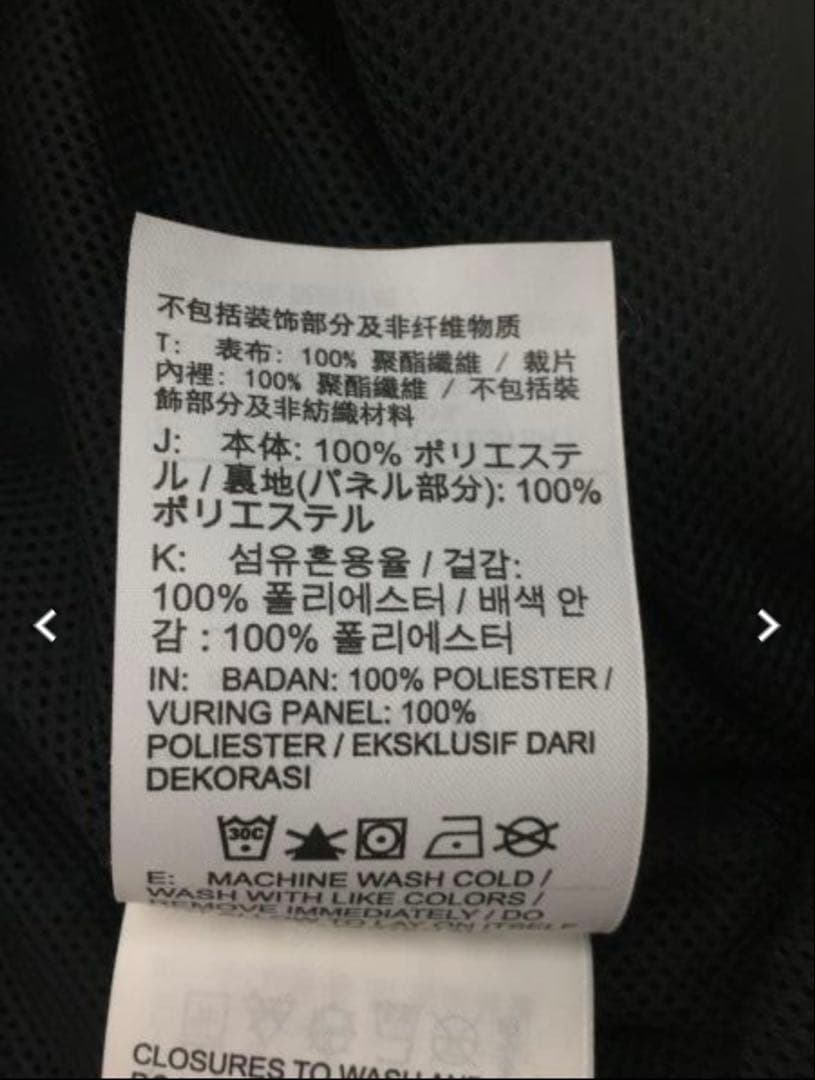 不包括装饰部分及非纤维物质
T: 表布: 100% 聚酯纖維 / 裁片
內裡: 100% 聚酯纖維 / 不包括裝
飾部分及非紡織材料
J: 本体: 100% ポリエステ
ル / 裏地(パネル部分): 100%
ポリエステル
K: 섬유혼용율 / 겉감:
100% 폴리에스터 / 배색 안
감 : 100% 폴리에스터
IN: BADAN: 100% POLIESTER /
VURING PANEL: 100%
POLIESTER / EKSKLUSIF DARI
DEKORASI
30C
E: MACHINE WASH COLD /
WASH WITH LIKE COLORS /
REMOVE IMMEDIATELY / DO
TO LAY ON ITSELF
CLOSURES TO WASH AND